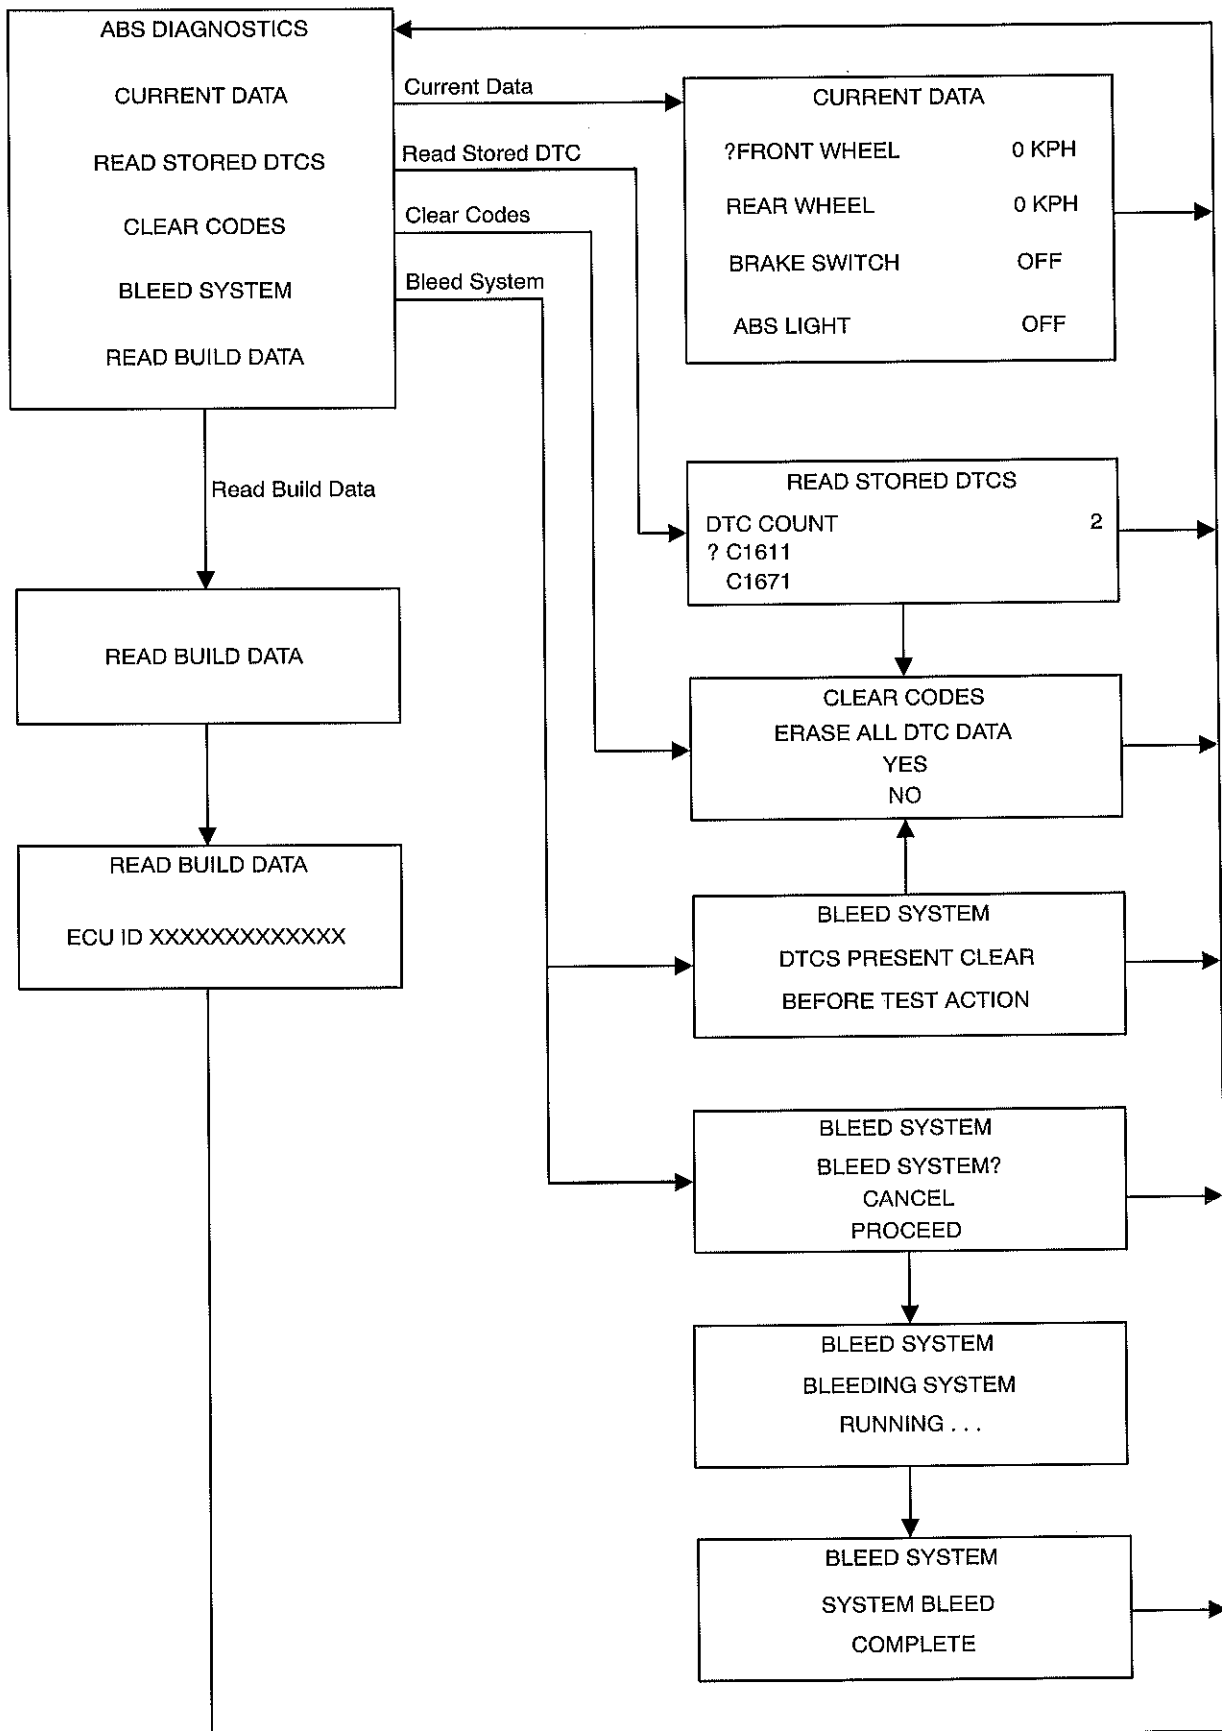 ABS DIAGNOSTICS
CURRENT DATA
READ STORED DTCS
CLEAR CODES
BLEED SYSTEM
READ BUILD DATA
Current Data
Read Stored DTC
Clear Codes
Bleed System
Read Build Data
CURRENT DATA
?FRONT WHEEL 0 KPH
REAR WHEEL 0 KPH
BRAKE SWITCH OFF
ABS LIGHT OFF
READ STORED DTCS
DTC COUNT 2
? C1611
C1671
READ BUILD DATA
CLEAR CODES
ERASE ALL DTC DATA
YES
NO
READ BUILD DATA
ECU ID XXXXXXXXXXXXX
BLEED SYSTEM
DTCS PRESENT CLEAR
BEFORE TEST ACTION
BLEED SYSTEM
BLEED SYSTEM?
CANCEL
PROCEED
BLEED SYSTEM
BLEEDING SYSTEM
RUNNING . . .
BLEED SYSTEM
SYSTEM BLEED
COMPLETE